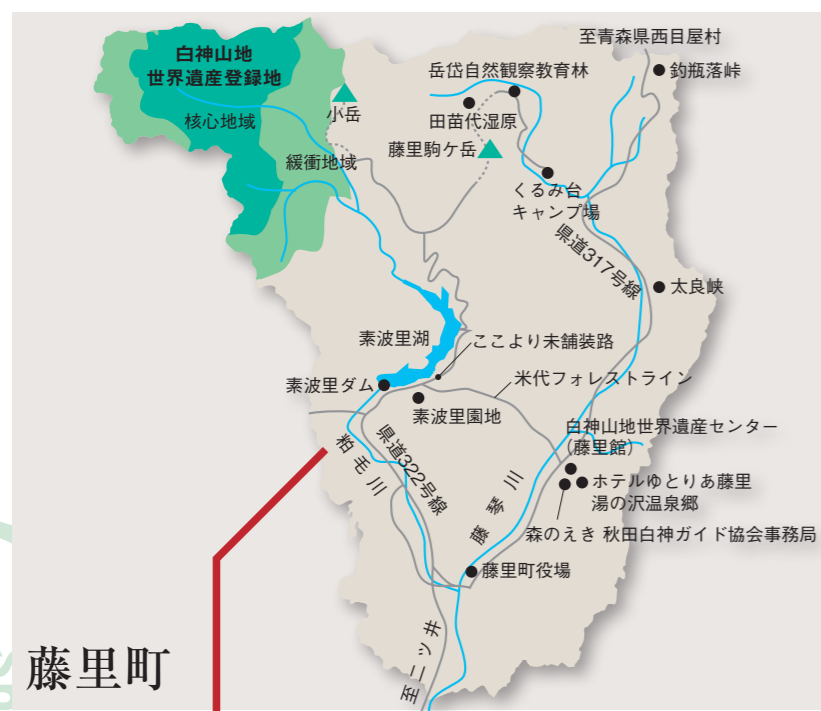 白神山地
世界遺産登録地
核心地域
緩衝地域
小岳
至青森県西目屋村
釣瓶落峠
岳岱自然観察教育林
田苗代湿原
藤里駒ケ岳
くるみ台
キャンプ場
県道317号線
太良峡
素波里湖
ここより未舗装路
素波里ダム
米代フォレストライン
素波里園地
白神山地世界遺産センター
(藤里館)
粕毛川
県道322号線
藤琴川
ホテルゆとりあ藤里
湯の沢温泉郷
森のえき 秋田白神ガイド協会事務局
藤里町役場
至二ツ井
藤里町